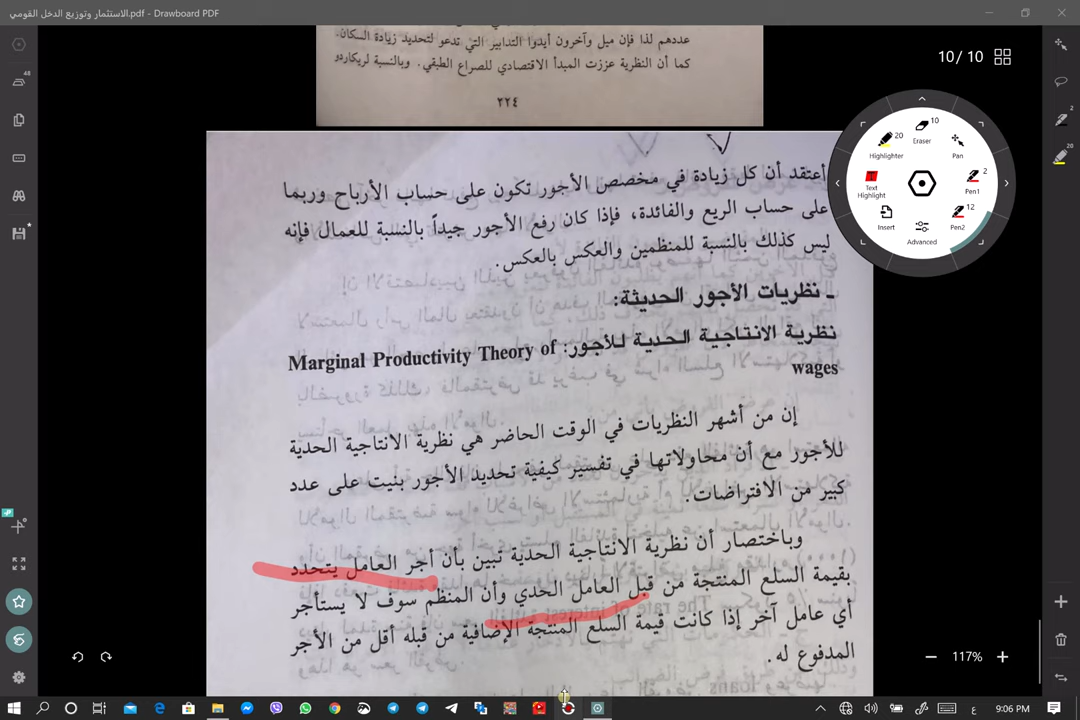 الاستثمار وتوزيع الدخل القومي.pdf - Drawboard PDF
عددهم لذا فإن ميل وآخرون أيدوا التدابير التي تدعو لتحديد زيادة السكان.
كما أن النظرية عززت المبدأ الاقتصادي للصراع الطبقي. وبالنسبة لريكاردو
٢٢٤
10/ 10
20
Highlighter
10
Eraser
Pan
Text
Highlight
2
Pen1
Insert
12
Pen2
Advanced
48
2
20
أعتقد أن كل زيادة في مخصص الأجور تكون على حساب الأرباح وربما
على حساب الريع والفائدة، فإذا كان رفع الأجور جيداً بالنسبة للعمال فإنه
ليس كذلك بالنسبة للمنظمين والعكس بالعكس.
ـ نظريات الأجور الحديثة:
نظرية الانتاجية الحدية للأجور: Marginal Productivity Theory of
wages
إن من أشهر النظريات في الوقت الحاضر هي نظرية الانتاجية الحدية
للأجور مع أن محاولاتها في تفسير كيفية تحديد الأجور بنيت على عدد
كبير من الافتراضات.
وباختصار أن نظرية الانتاجية الحدية تبين بأن أجر العامل يتحدد
بقيمة السلع المنتجة من قبل العامل الحدي وأن المنظم سوف لا يستأجر
أي عامل آخر إذا كانت قيمة السلع المنتجة الإضافية من قبله أقل من الأجر
المدفوع له.
117%
9:06 PM
ع